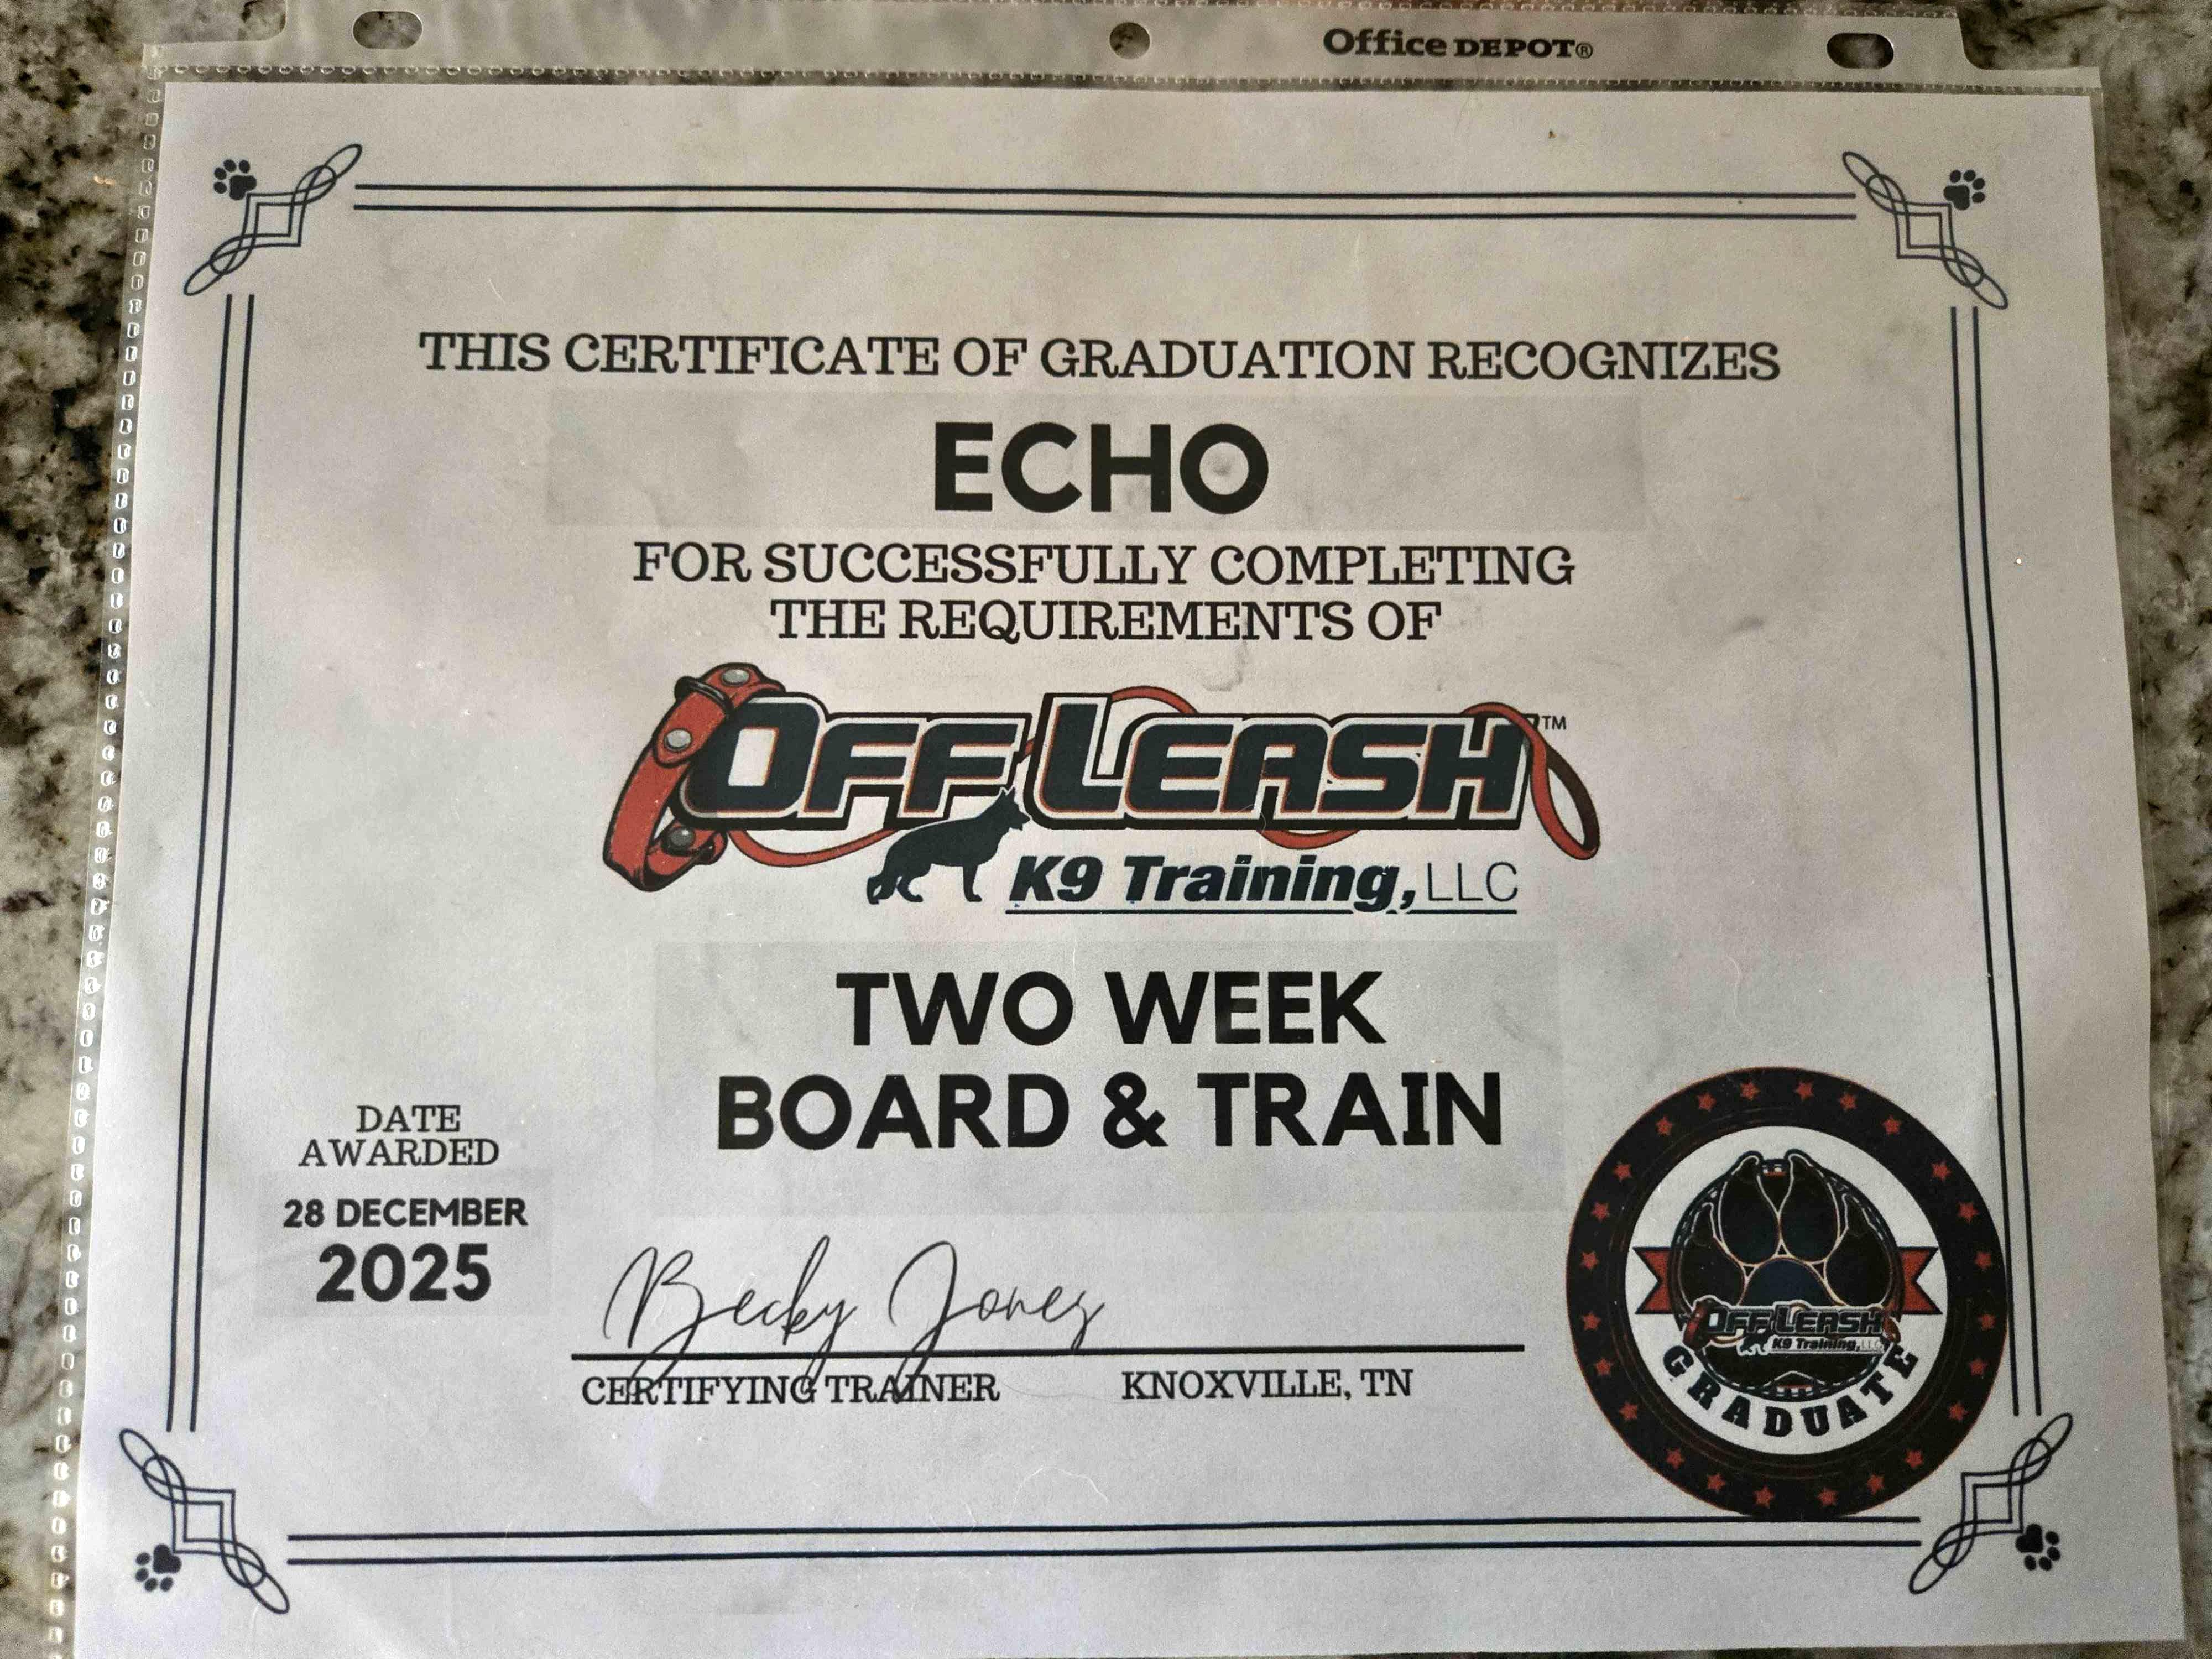 Office DEPOT®
THIS CERTIFICATE OF GRADUATION RECOGNIZES
ECHO
FOR SUCCESSFULLY COMPLETING
THE REQUIREMENTS OF
OFF LEASH™
K9 Training, LLC
TWO WEEK
BOARD & TRAIN
DATE
AWARDED
28 DECEMBER
2025
Becky Jones
CERTIFYING TRAINER KNOXVILLE, TN
OFF LEASH
K9 Training, LLC
GRADUATE